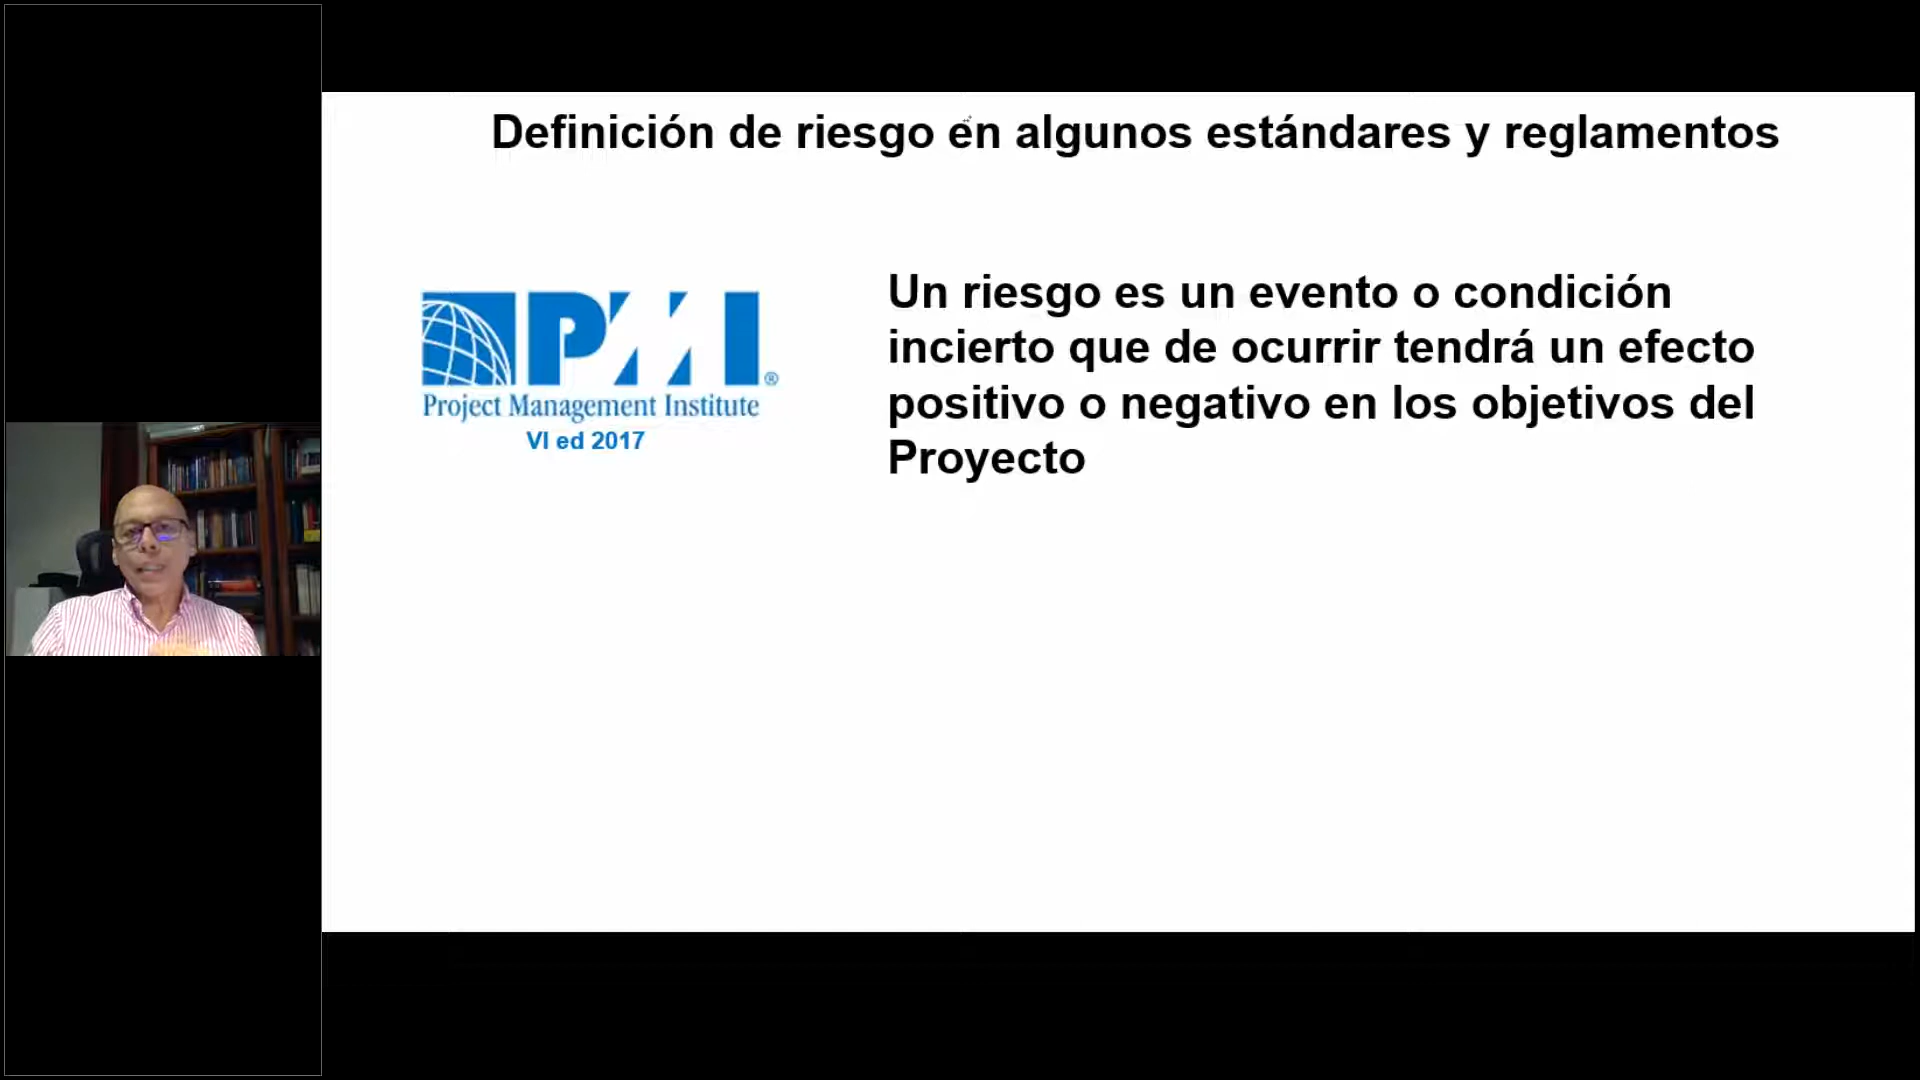 Definición de riesgo en algunos estándares y reglamentos
PMI®
Project Management Institute
VI ed 2017
Un riesgo es un evento o condición
incierto que de ocurrir tendrá un efecto
positivo o negativo en los objetivos del
Proyecto